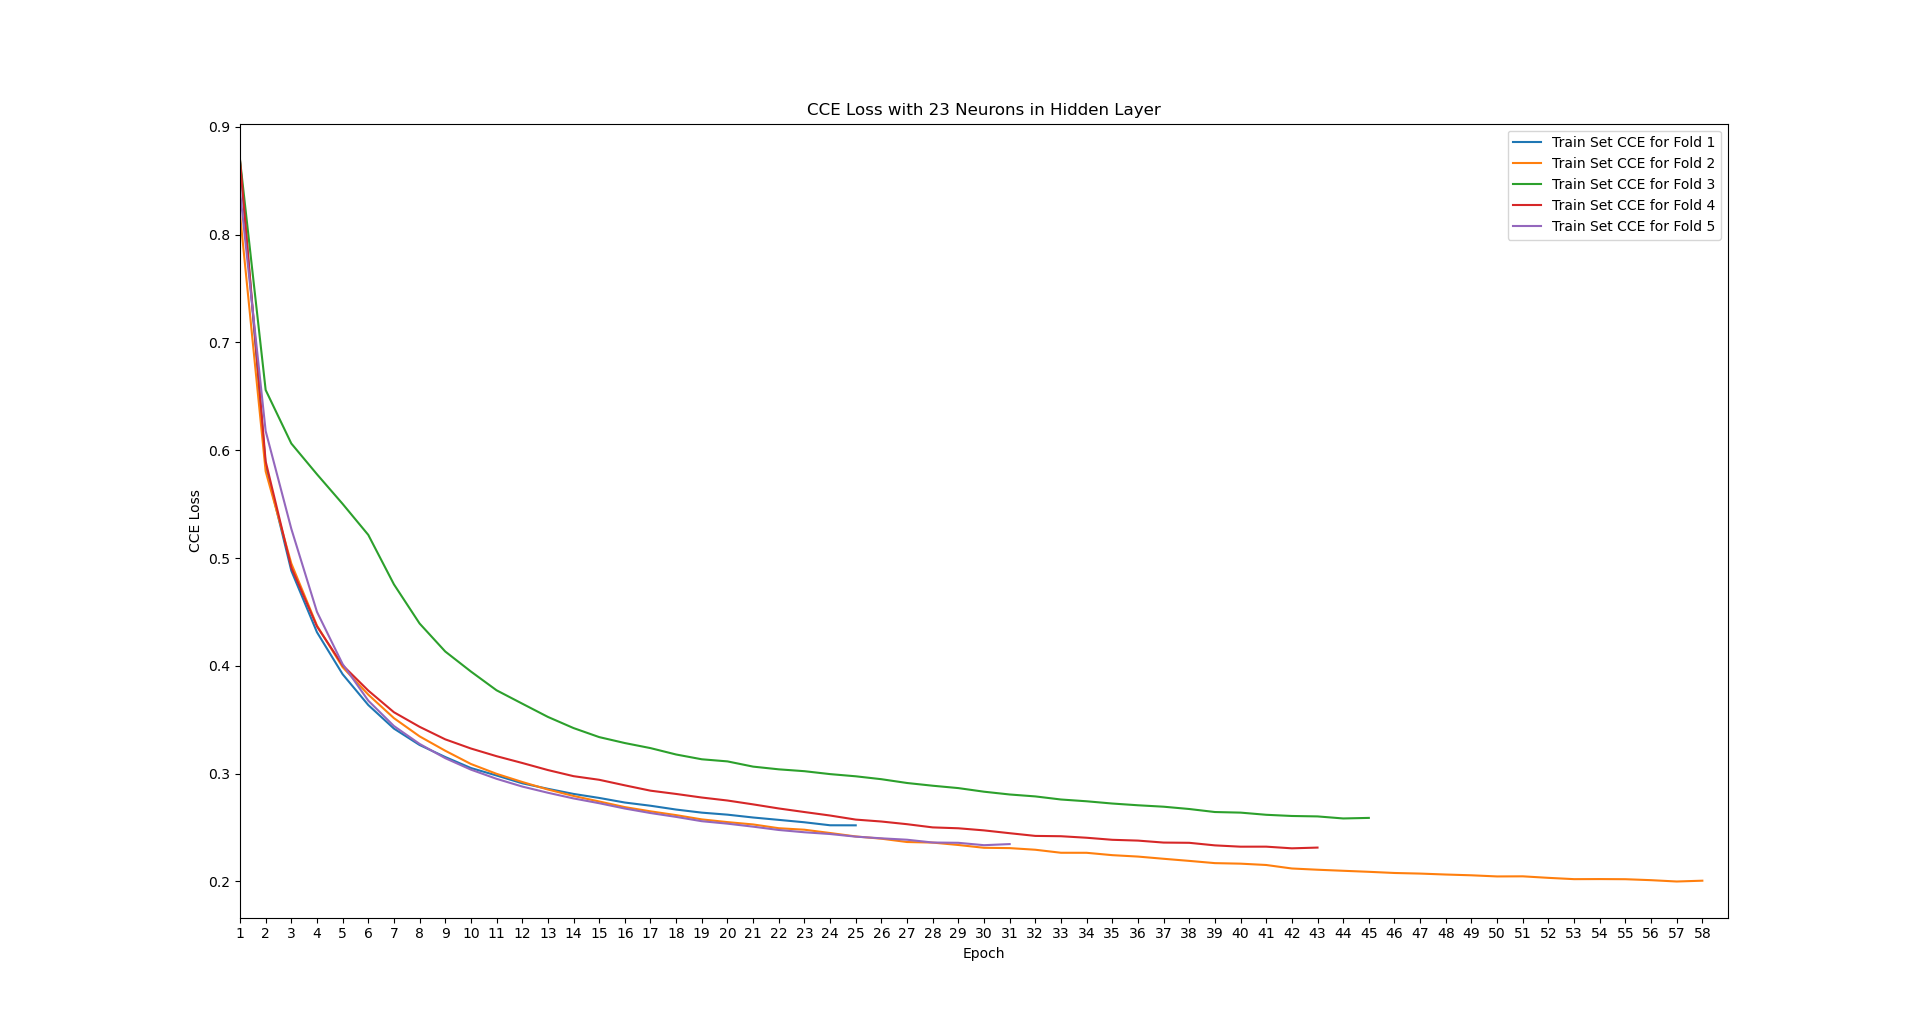 CCE Loss with 23 Neurons in Hidden Layer
0.9
0.8
0.7
0.6
0.5
0.4
0.3
0.2
CCE Loss
Train Set CCE for Fold 1
Train Set CCE for Fold 2
Train Set CCE for Fold 3
Train Set CCE for Fold 4
Train Set CCE for Fold 5
1 2 3 4 5 6 7 8 9 10 11 12 13 14 15 16 17 18 19 20 21 22 23 24 25 26 27 28 29 30 31 32 33 34 35 36 37 38 39 40 41 42 43 44 45 46 47 48 49 50 51 52 53 54 55 56 57 58
Epoch